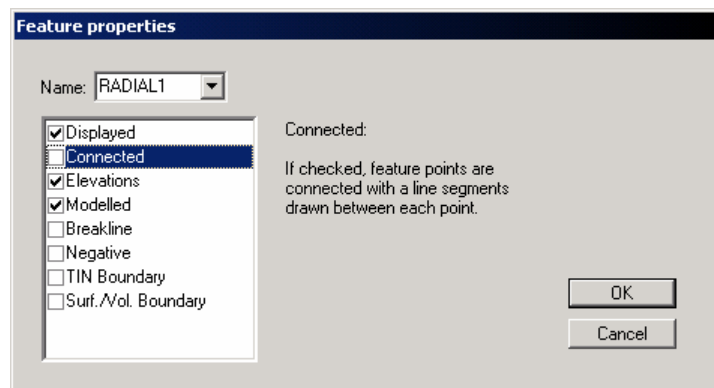 Feature properties
Name: RADIAL1
Displayed
Connected
Elevations
Modelled
Breakline
Negative
TIN Boundary
Surf./Vol. Boundary
Connected:
If checked, feature points are
connected with a line segments
drawn between each point.
OK
Cancel